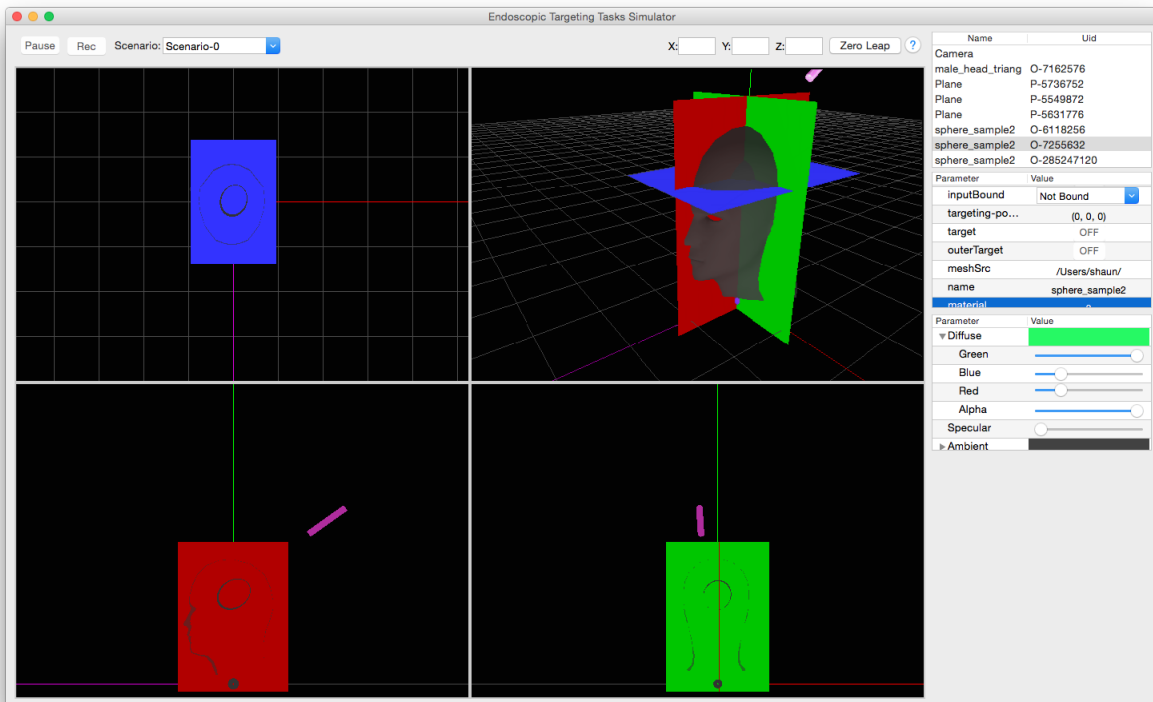 Endoscopic Targeting Tasks Simulator
Pause Rec Scenario: Scenario-0 X: Y: Z: Zero Leap ?
Name Uid
Camera
male_head_triang O-7162576
Plane P-5736752
Plane P-5549872
Plane P-5631776
sphere_sample2 O-6118256
sphere_sample2 O-7255632
sphere_sample2 O-285247120
Parameter Value
inputBound Not Bound
targeting-po... (0, 0, 0)
target OFF
outerTarget OFF
meshSrc /Users/shaun/
name sphere_sample2
material
Parameter Value
Diffuse
Green
Blue
Red
Alpha
Specular
Ambient